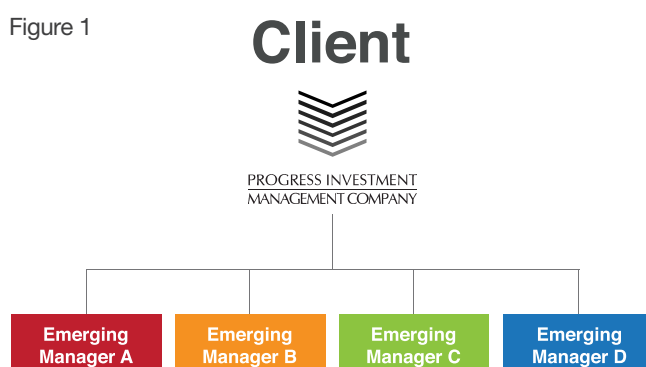 Figure 1
Client
PROGRESS INVESTMENT
MANAGEMENT COMPANY
Emerging
Manager A
Emerging
Manager B
Emerging
Manager C
Emerging
Manager D